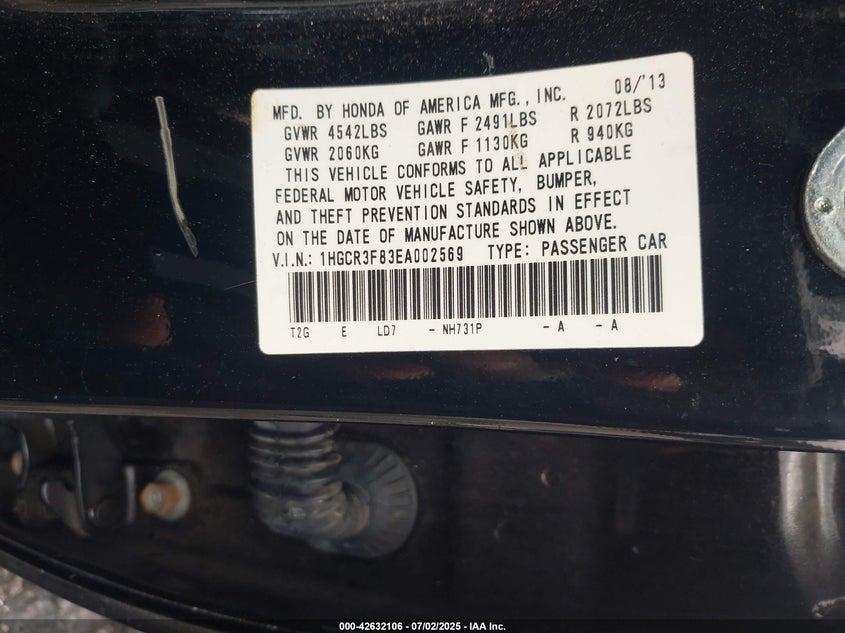 MFD. BY HONDA OF AMERICA MFG., INC. 08/'13
GVWR 4542LBS GAWR F 2491LBS R 2072LBS
GVWR 2060KG GAWR F 1130KG R 940KG
THIS VEHICLE CONFORMS TO ALL APPLICABLE
FEDERAL MOTOR VEHICLE SAFETY, BUMPER,
AND THEFT PREVENTION STANDARDS IN EFFECT
ON THE DATE OF MANUFACTURE SHOWN ABOVE.
V.I.N.: 1HGCR3F83EA002569 TYPE: PASSENGER CAR
T2G E LD7 - NH731P - A - A
000-42632106 - 07/02/2025 - IAA Inc.